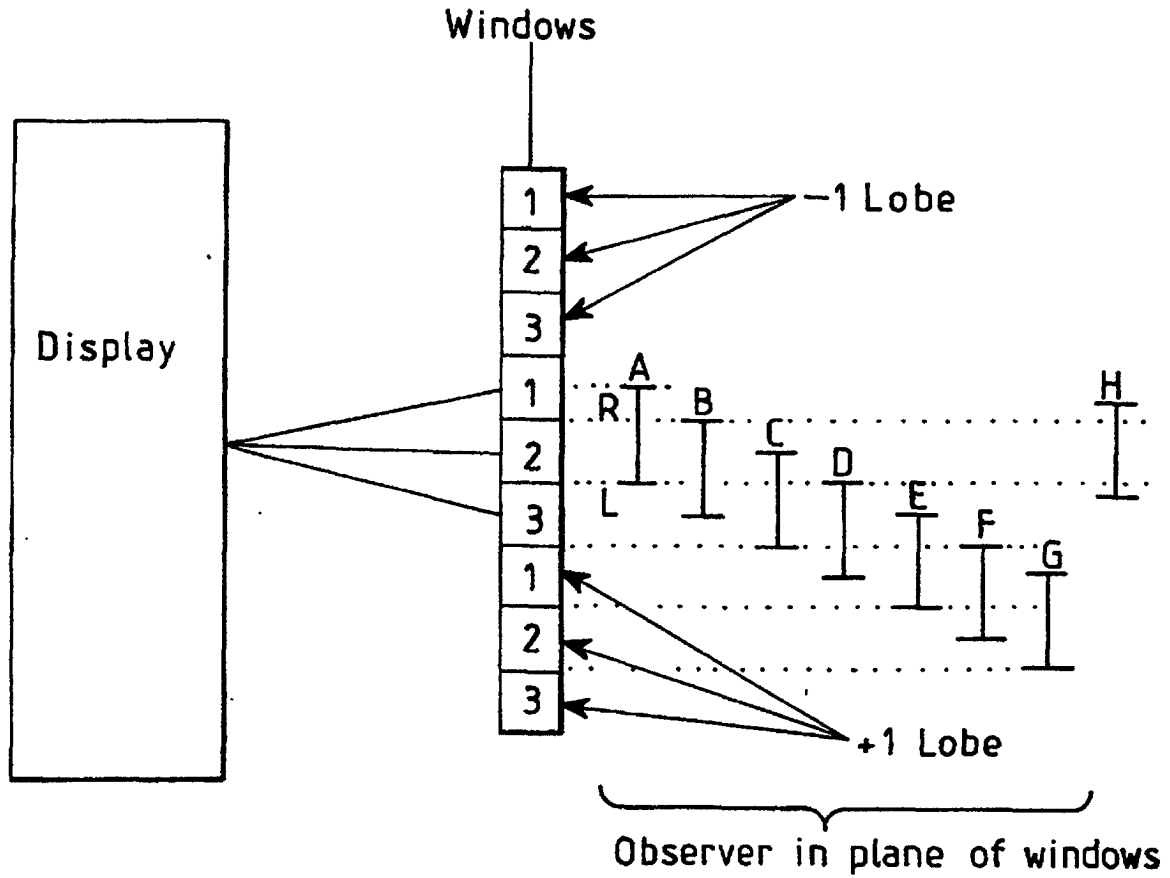 Windows
1
−1 Lobe
2
3
Display
1
A
R
B
H
2
C
D
L
3
E
F
1
G
2
3
+1 Lobe
Observer in plane of windows